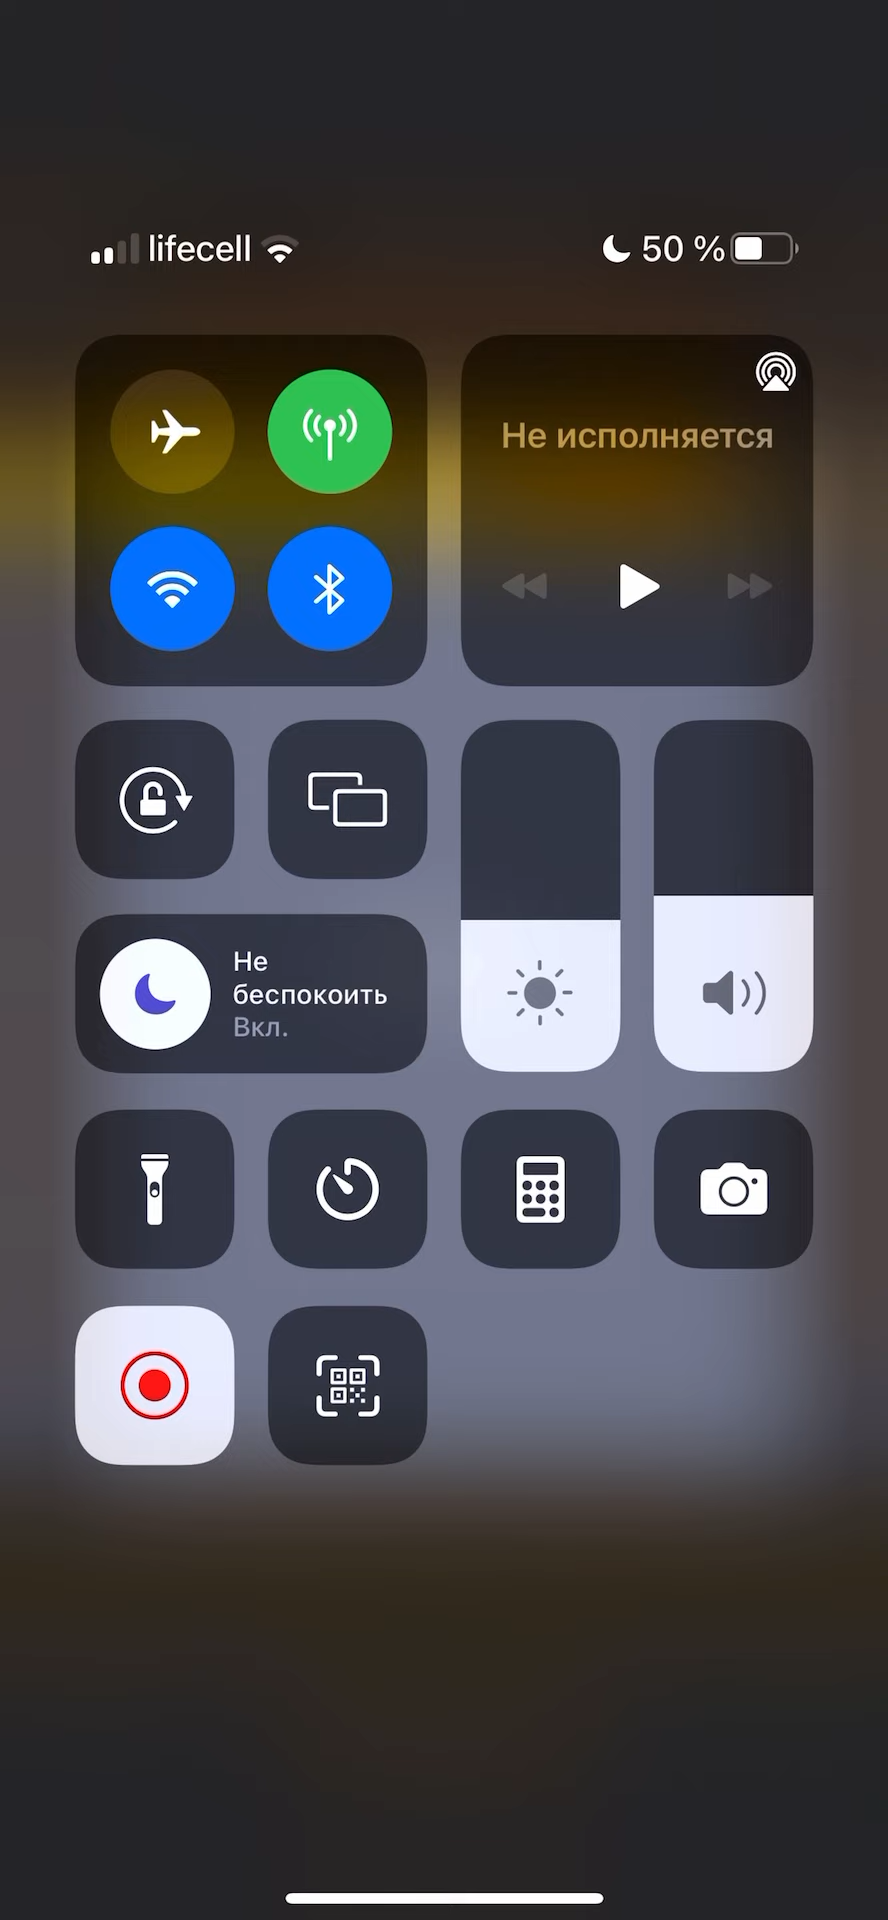 lifecell 50 %
Не исполняется
Не
беспокоить
Вкл.